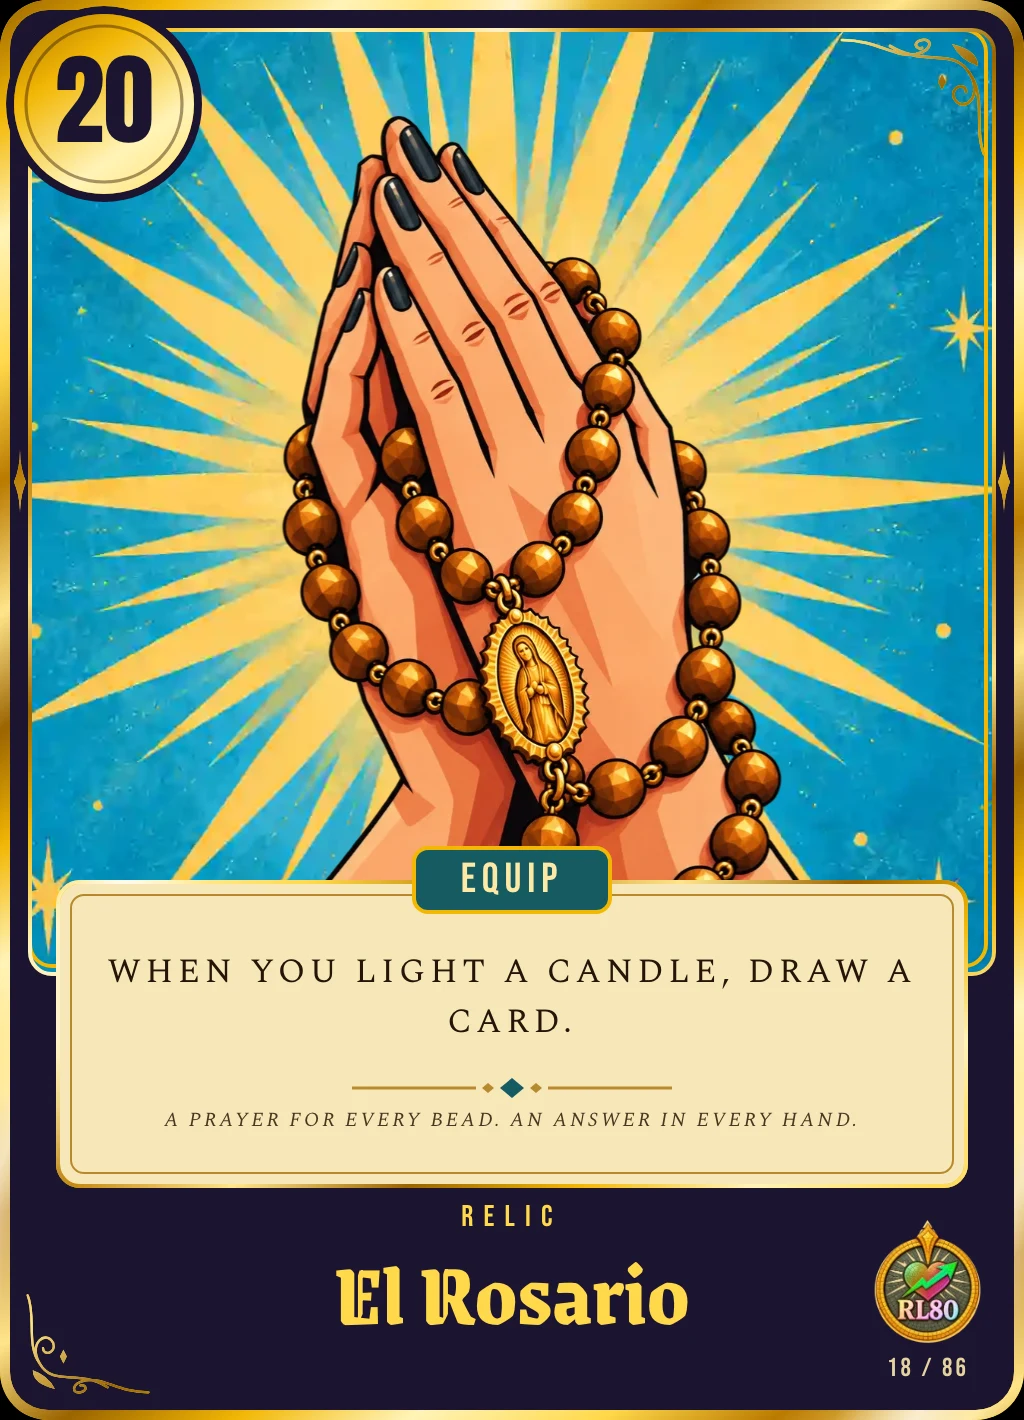 20
EQUIP
WHEN YOU LIGHT A CANDLE, DRAW A
CARD.
A PRAYER FOR EVERY BEAD. AN ANSWER IN EVERY HAND.
RELIC
El Rosario
RL80
18 / 86